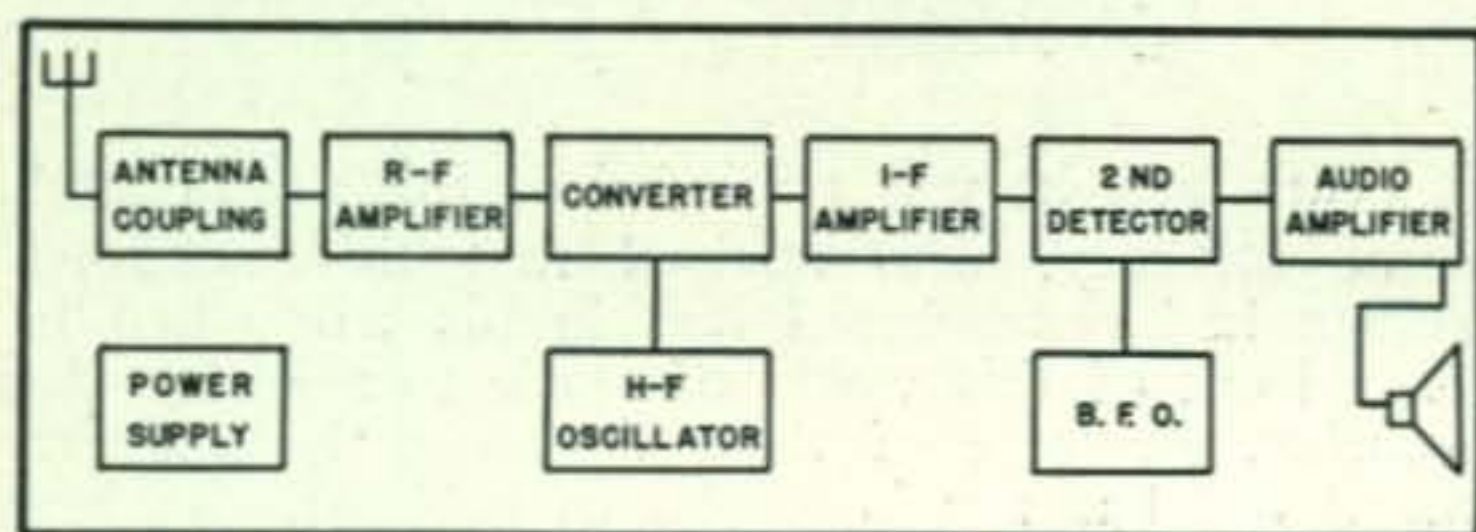 ANTENNA
COUPLING
R-F
AMPLIFIER
CONVERTER
I-F
AMPLIFIER
2 ND
DETECTOR
AUDIO
AMPLIFIER
POWER
SUPPLY
H-F
OSCILLATOR
B. F. O.